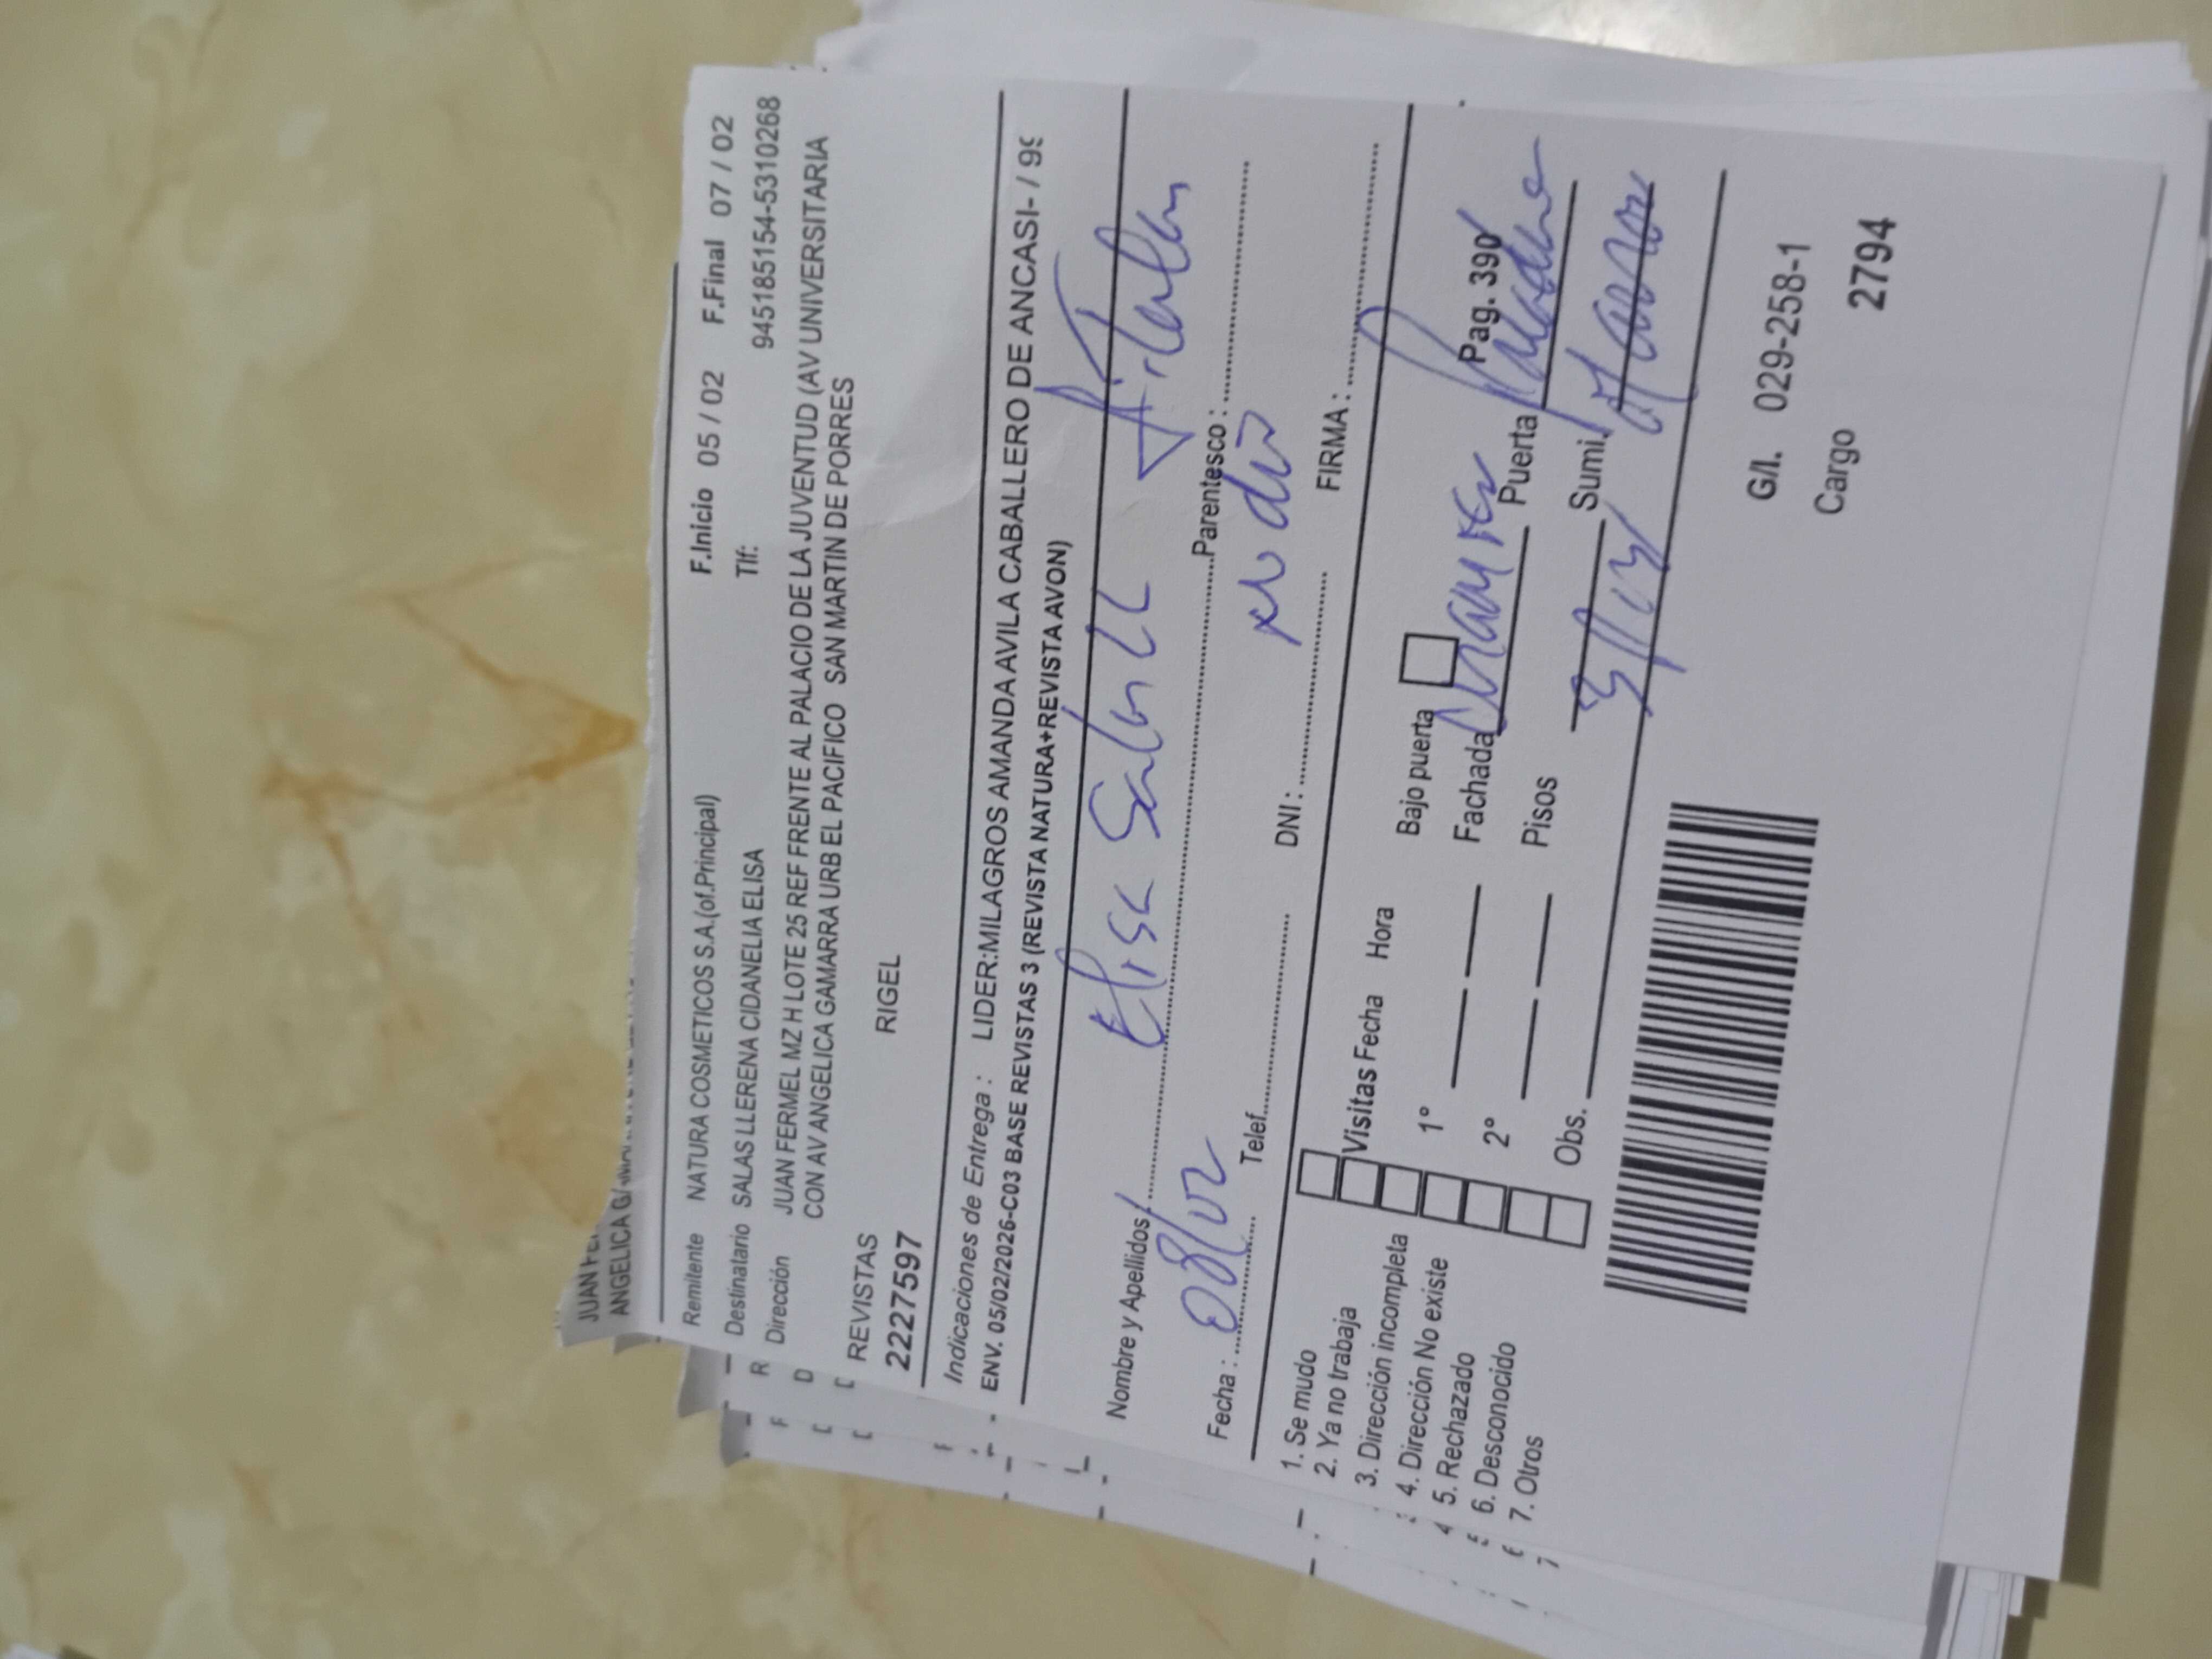 JUAN FE
ANGELICA G
Remitente NATURA COSMETICOS S.A.(of.Principal) F.Inicio 05 / 02 F.Final 07 / 02
Destinatario SALAS LLERENA CIDANELIA ELISA Tlf: 945185154-5310268
Dirección JUAN FERMEL MZ H LOTE 25 REF FRENTE AL PALACIO DE LA JUVENTUD (AV UNIVERSITARIA
CON AV ANGELICA GAMARRA URB EL PACIFICO SAN MARTIN DE PORRES
REVISTAS
2227597 RIGEL
Indicaciones de Entrega : LIDER:MILAGROS AMANDA AVILA CABALLERO DE ANCASI- / 99
ENV. 05/02/2026-C03 BASE REVISTAS 3 (REVISTA NATURA+REVISTA AVON)
Nombre y Apellidos: Elisa Salas
Parentesco :
Fecha : 08/02 Telef. DNI : no dio FIRMA :
1. Se mudo
2. Ya no trabaja
3. Dirección incompleta
4. Dirección No existe
5. Rechazado
6. Desconocido
7. Otros
Visitas Fecha Hora Bajo puerta Pag. 390
1° Fachada Puerta
2° Pisos Sumi.
Obs.
G/I. 029-258-1
Cargo 2794